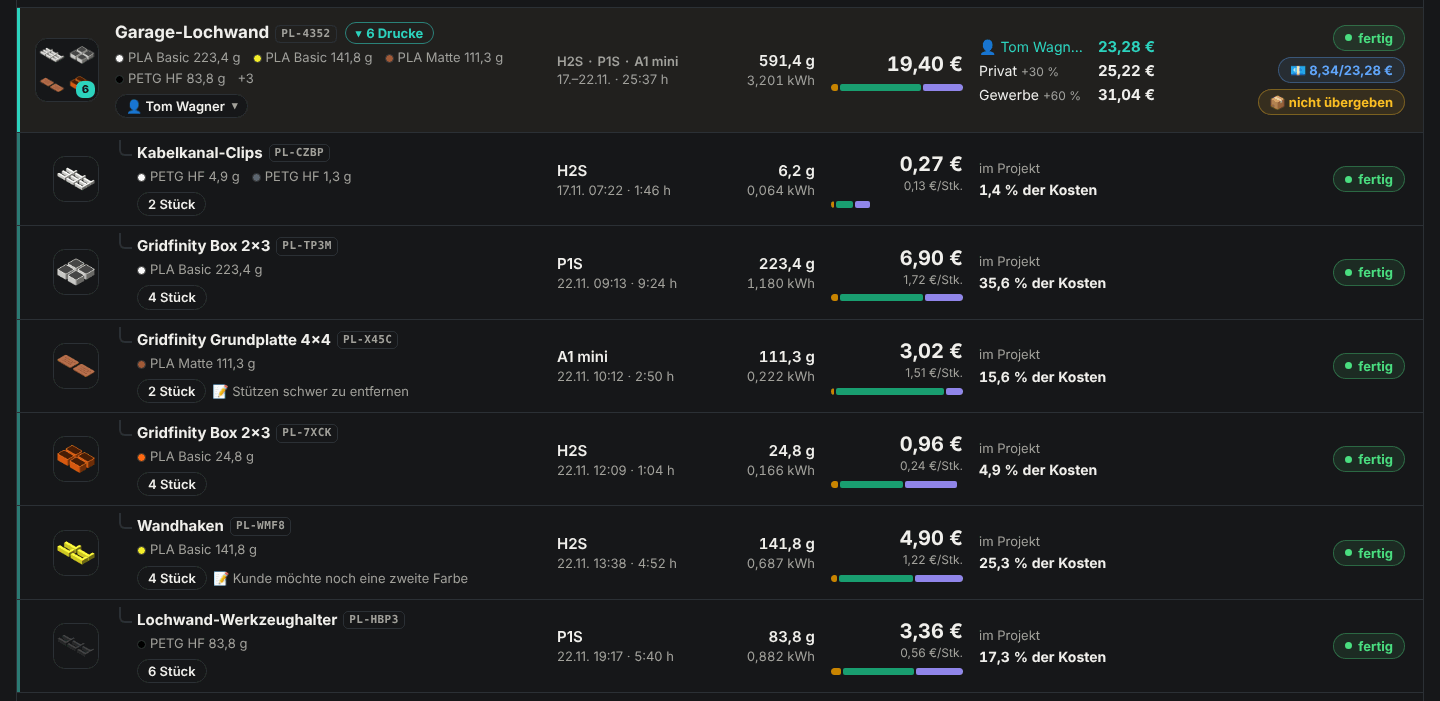 Garage-Lochwand PL-4352 ▾ 6 Drucke
PLA Basic 223,4 g PLA Basic 141,8 g PLA Matte 111,3 g
PETG HF 83,8 g +3
6
👤 Tom Wagner ▾
H2S · P1S · A1 mini
17.–22.11. · 25:37 h
591,4 g
3,201 kWh
19,40 €
👤 Tom Wagn... 23,28 €
Privat +30 % 25,22 €
Gewerbe +60 % 31,04 €
fertig
💶 8,34/23,28 €
📦 nicht übergeben
Kabelkanal-Clips PL-CZBP
PETG HF 4,9 g PETG HF 1,3 g
2 Stück
H2S
17.11. 07:22 · 1:46 h
6,2 g
0,064 kWh
0,27 €
0,13 €/Stk.
im Projekt
1,4 % der Kosten
fertig
Gridfinity Box 2×3 PL-TP3M
PLA Basic 223,4 g
4 Stück
P1S
22.11. 09:13 · 9:24 h
223,4 g
1,180 kWh
6,90 €
1,72 €/Stk.
im Projekt
35,6 % der Kosten
fertig
Gridfinity Grundplatte 4×4 PL-X45C
PLA Matte 111,3 g
2 Stück 📝 Stützen schwer zu entfernen
A1 mini
22.11. 10:12 · 2:50 h
111,3 g
0,222 kWh
3,02 €
1,51 €/Stk.
im Projekt
15,6 % der Kosten
fertig
Gridfinity Box 2×3 PL-7XCK
PLA Basic 24,8 g
4 Stück
H2S
22.11. 12:09 · 1:04 h
24,8 g
0,166 kWh
0,96 €
0,24 €/Stk.
im Projekt
4,9 % der Kosten
fertig
Wandhaken PL-WMF8
PLA Basic 141,8 g
4 Stück 📝 Kunde möchte noch eine zweite Farbe
H2S
22.11. 13:38 · 4:52 h
141,8 g
0,687 kWh
4,90 €
1,22 €/Stk.
im Projekt
25,3 % der Kosten
fertig
Lochwand-Werkzeughalter PL-HBP3
PETG HF 83,8 g
6 Stück
P1S
22.11. 19:17 · 5:40 h
83,8 g
0,882 kWh
3,36 €
0,56 €/Stk.
im Projekt
17,3 % der Kosten
fertig